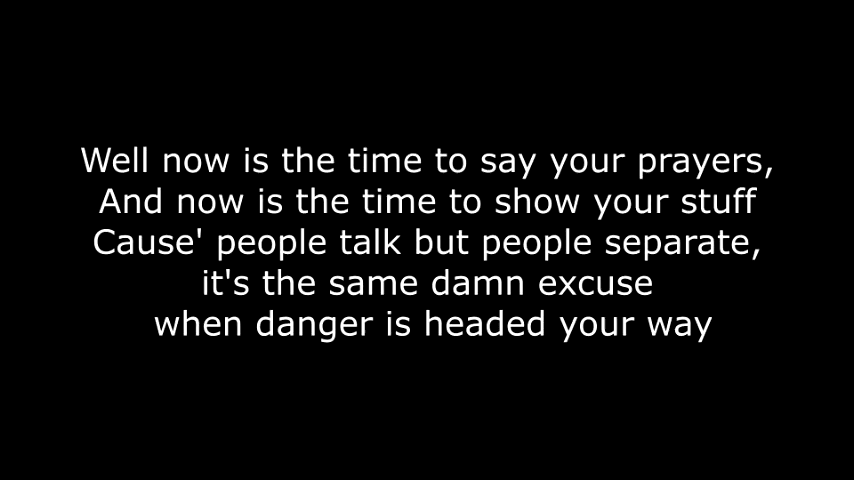 Well now is the time to say your prayers,
And now is the time to show your stuff
Cause' people talk but people separate,
it's the same damn excuse
when danger is headed your way